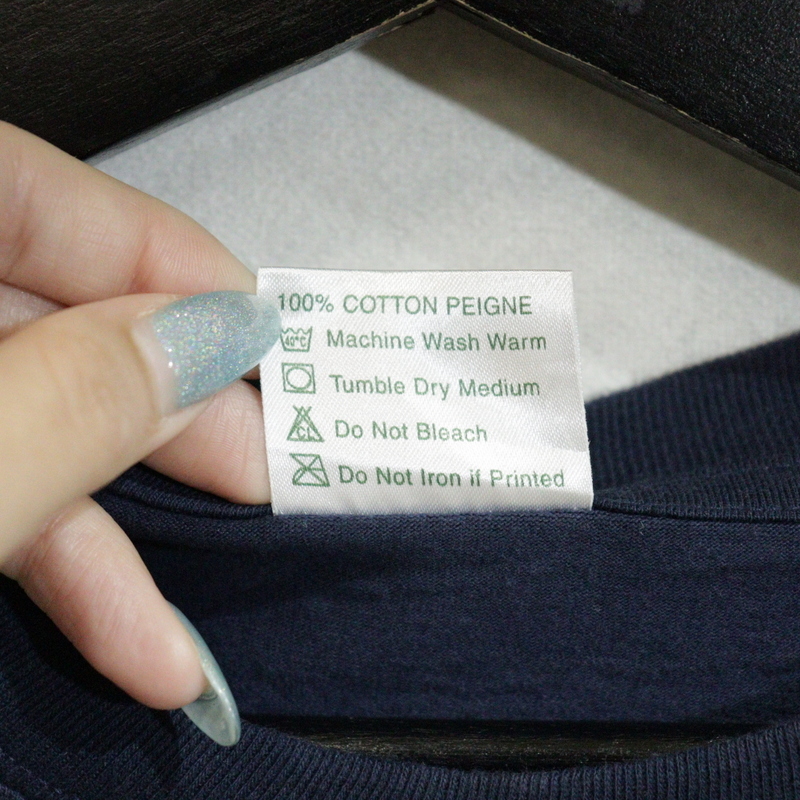 100% COTTON PEIGNE
40°C Machine Wash Warm
Tumble Dry Medium
CL Do Not Bleach
Do Not Iron if Printed